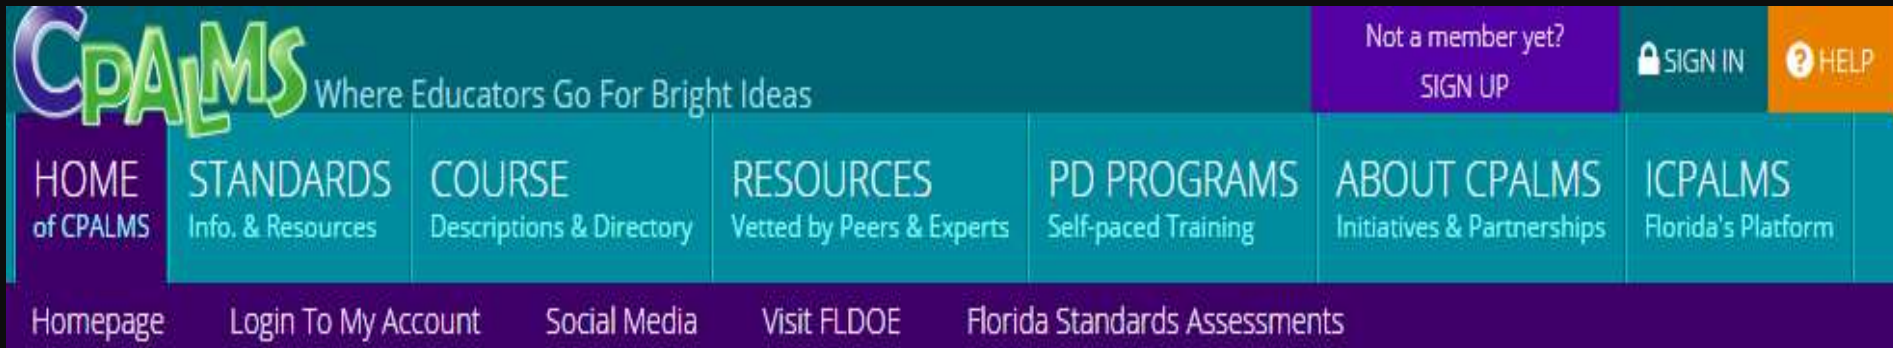 CPALMS Where Educators Go For Bright Ideas
Not a member yet?
SIGN UP
SIGN IN
HELP
HOME
of CPALMS
STANDARDS
Info. & Resources
COURSE
Descriptions & Directory
RESOURCES
Vetted by Peers & Experts
PD PROGRAMS
Self-paced Training
ABOUT CPALMS
Initiatives & Partnerships
ICPALMS
Florida's Platform
Homepage Login To My Account Social Media Visit FLDOE Florida Standards Assessments